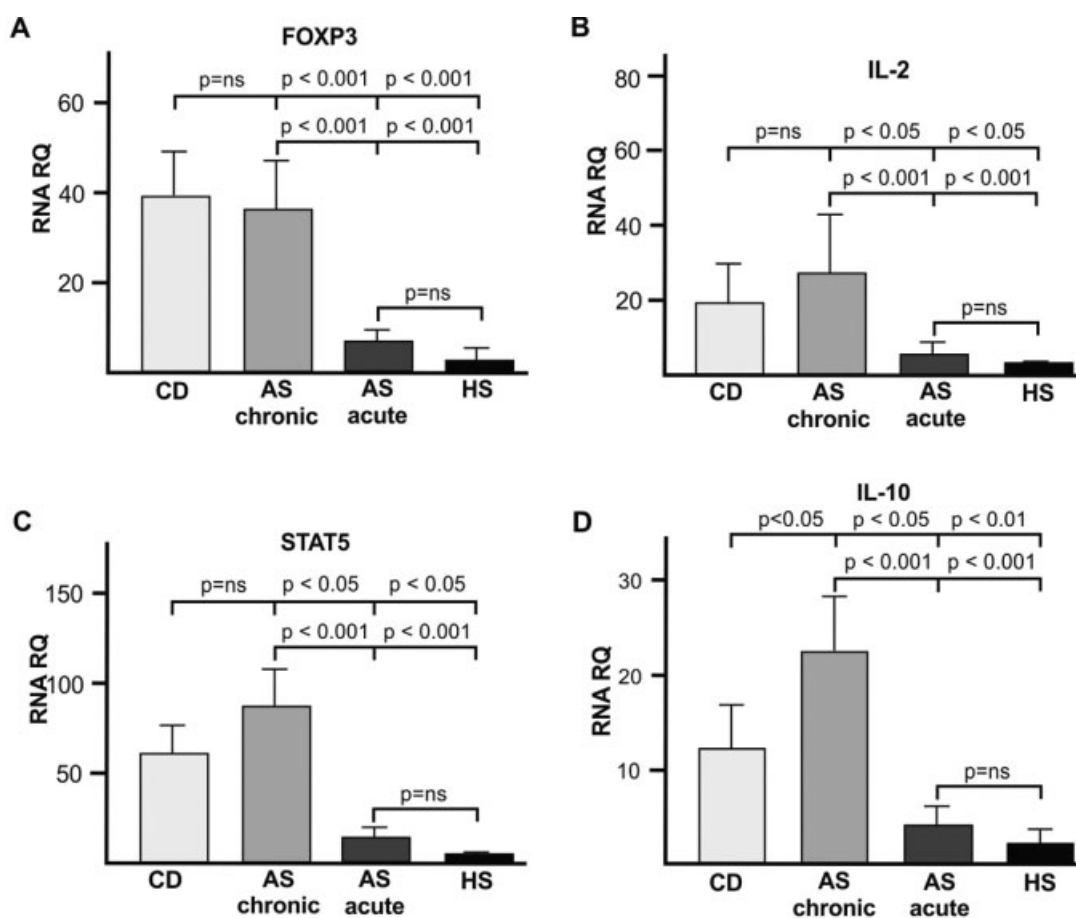 A
FOXP3
p=ns p < 0.001 p < 0.001
p < 0.001 p < 0.001
p=ns
RNA RQ
60
40
20
CD AS chronic AS acute HS
B
IL-2
p=ns p < 0.05 p < 0.05
p < 0.001 p < 0.001
p=ns
RNA RQ
80
60
40
20
CD AS chronic AS acute HS
C
STAT5
p=ns p < 0.05 p < 0.05
p < 0.001 p < 0.001
p=ns
RNA RQ
150
100
50
CD AS chronic AS acute HS
D
IL-10
p<0.05 p < 0.05 p < 0.01
p < 0.001 p < 0.001
p=ns
RNA RQ
30
20
10
CD AS chronic AS acute HS